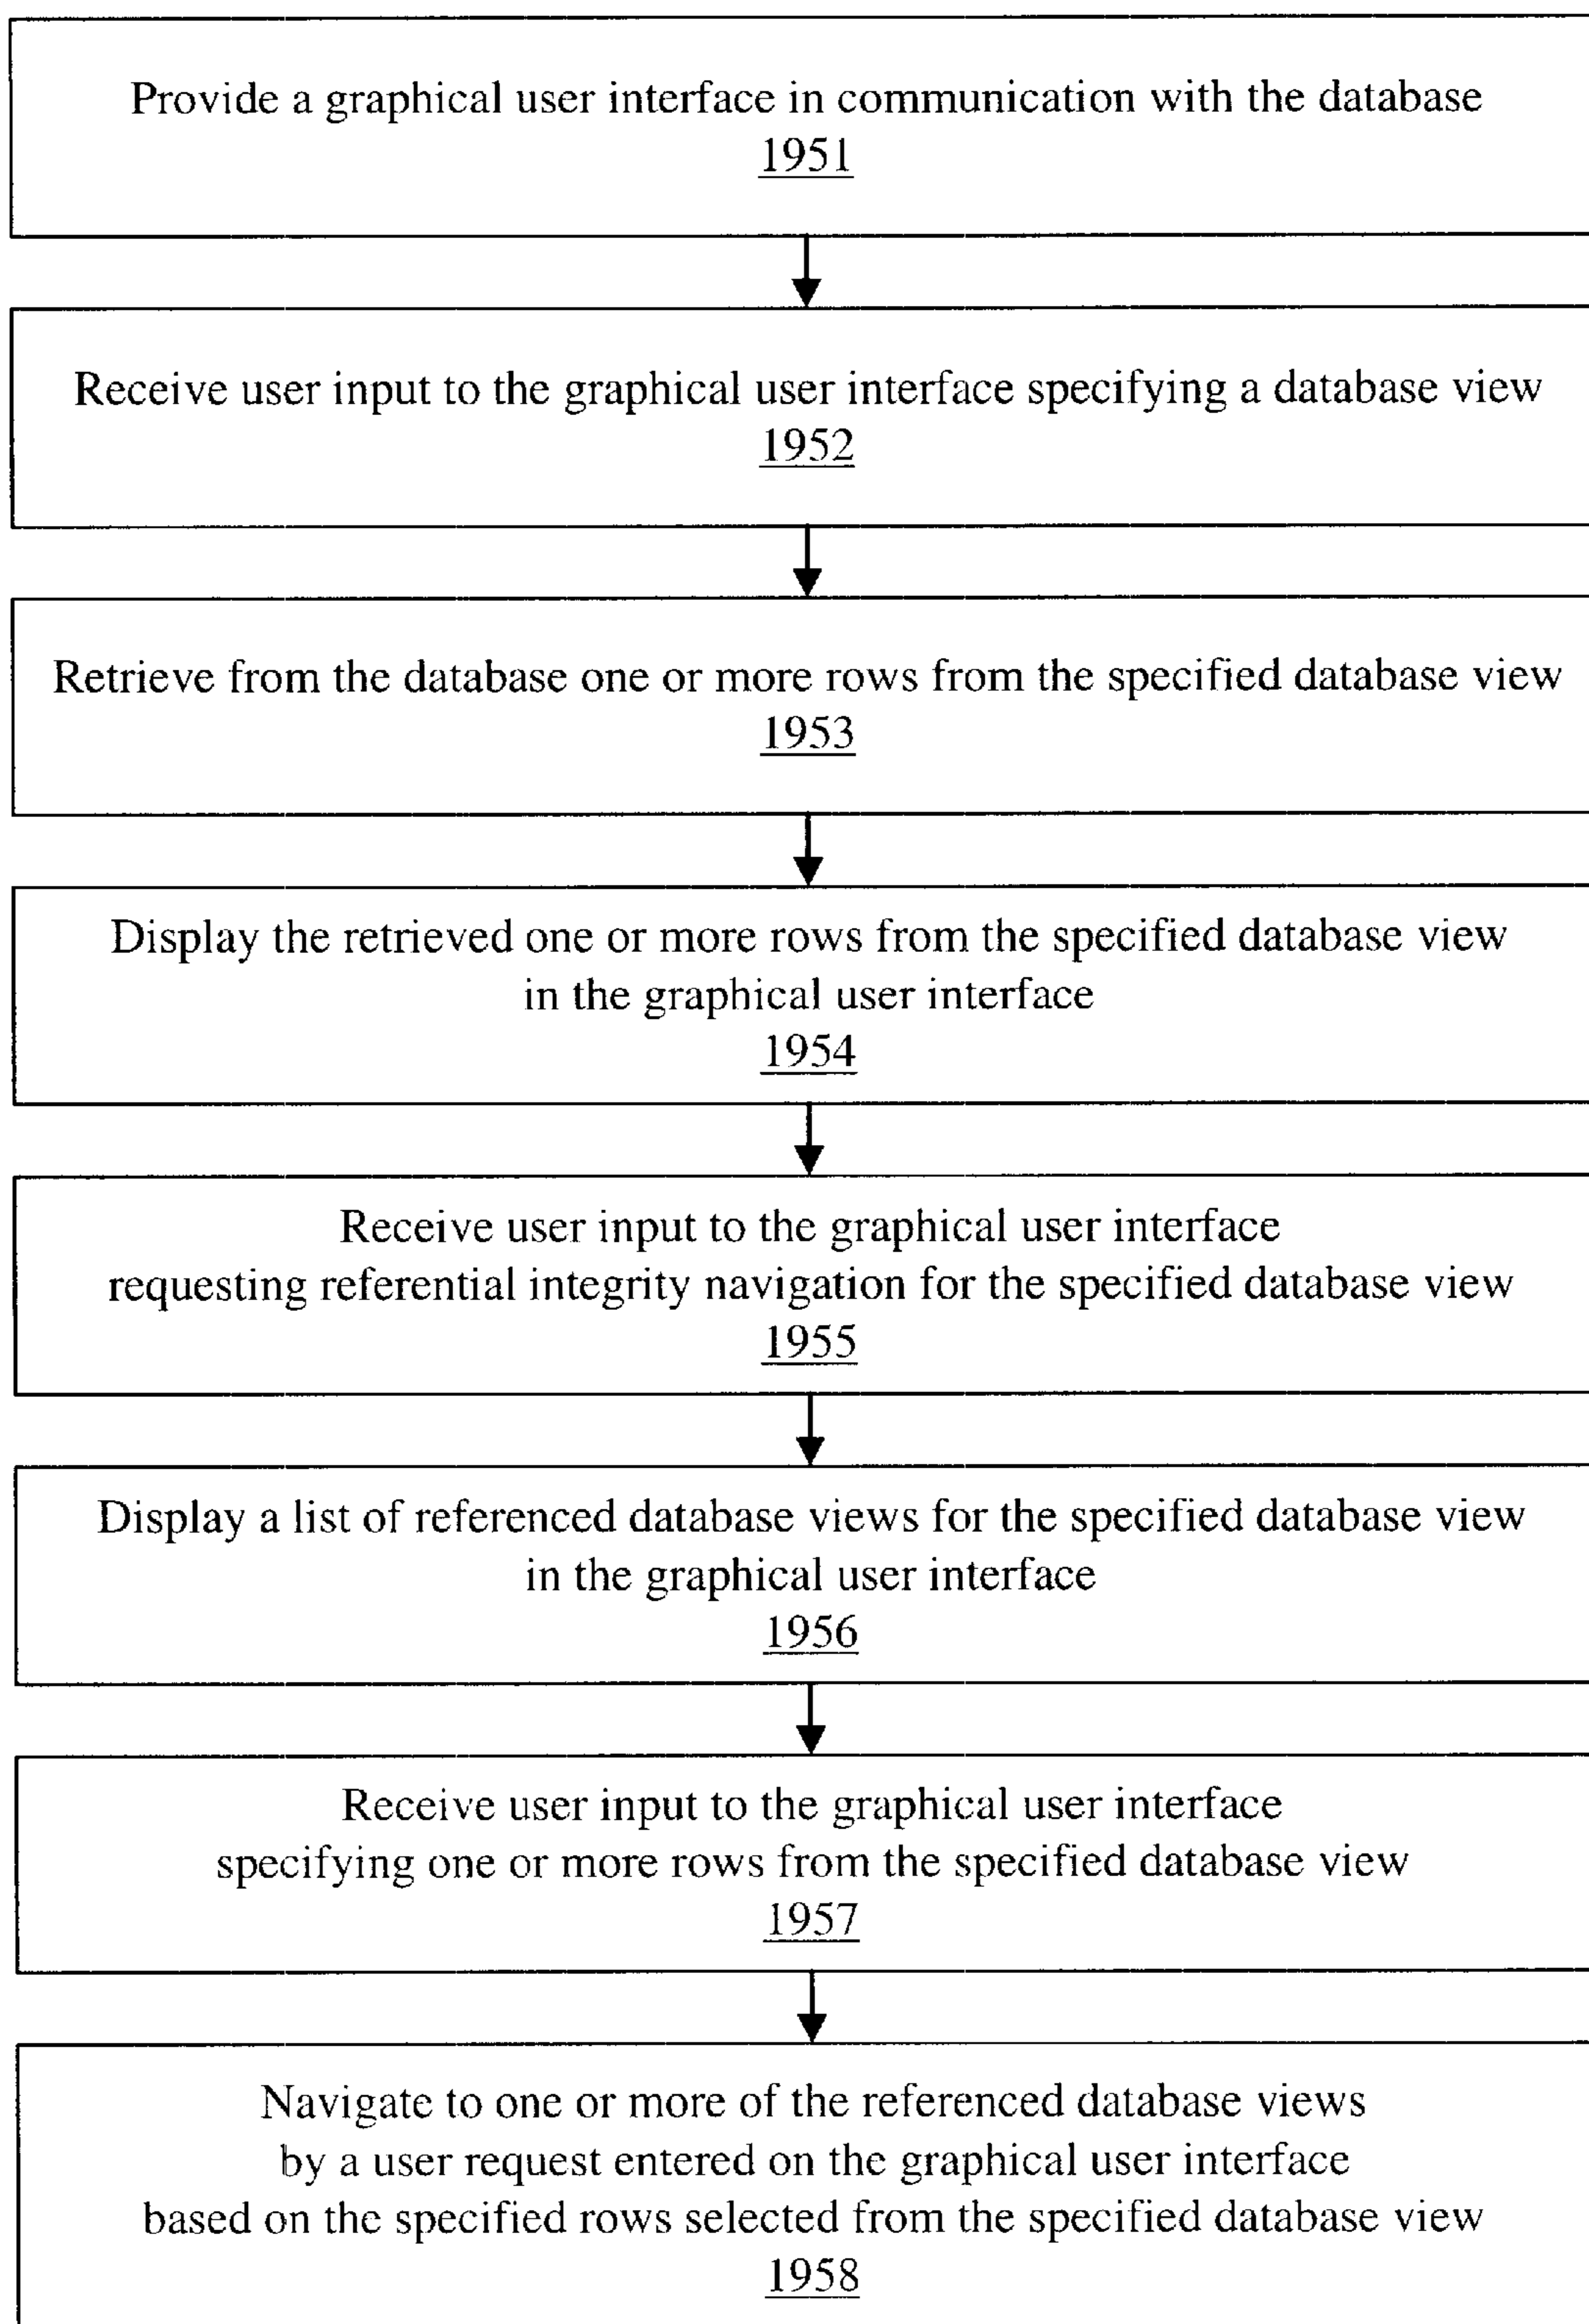 Provide a graphical user interface in communication with the database
1951
Receive user input to the graphical user interface specifying a database view
1952
Retrieve from the database one or more rows from the specified database view
1953
Display the retrieved one or more rows from the specified database view
in the graphical user interface
1954
Receive user input to the graphical user interface
requesting referential integrity navigation for the specified database view
1955
Display a list of referenced database views for the specified database view
in the graphical user interface
1956
Receive user input to the graphical user interface
specifying one or more rows from the specified database view
1957
Navigate to one or more of the referenced database views
by a user request entered on the graphical user interface
based on the specified rows selected from the specified database view
1958